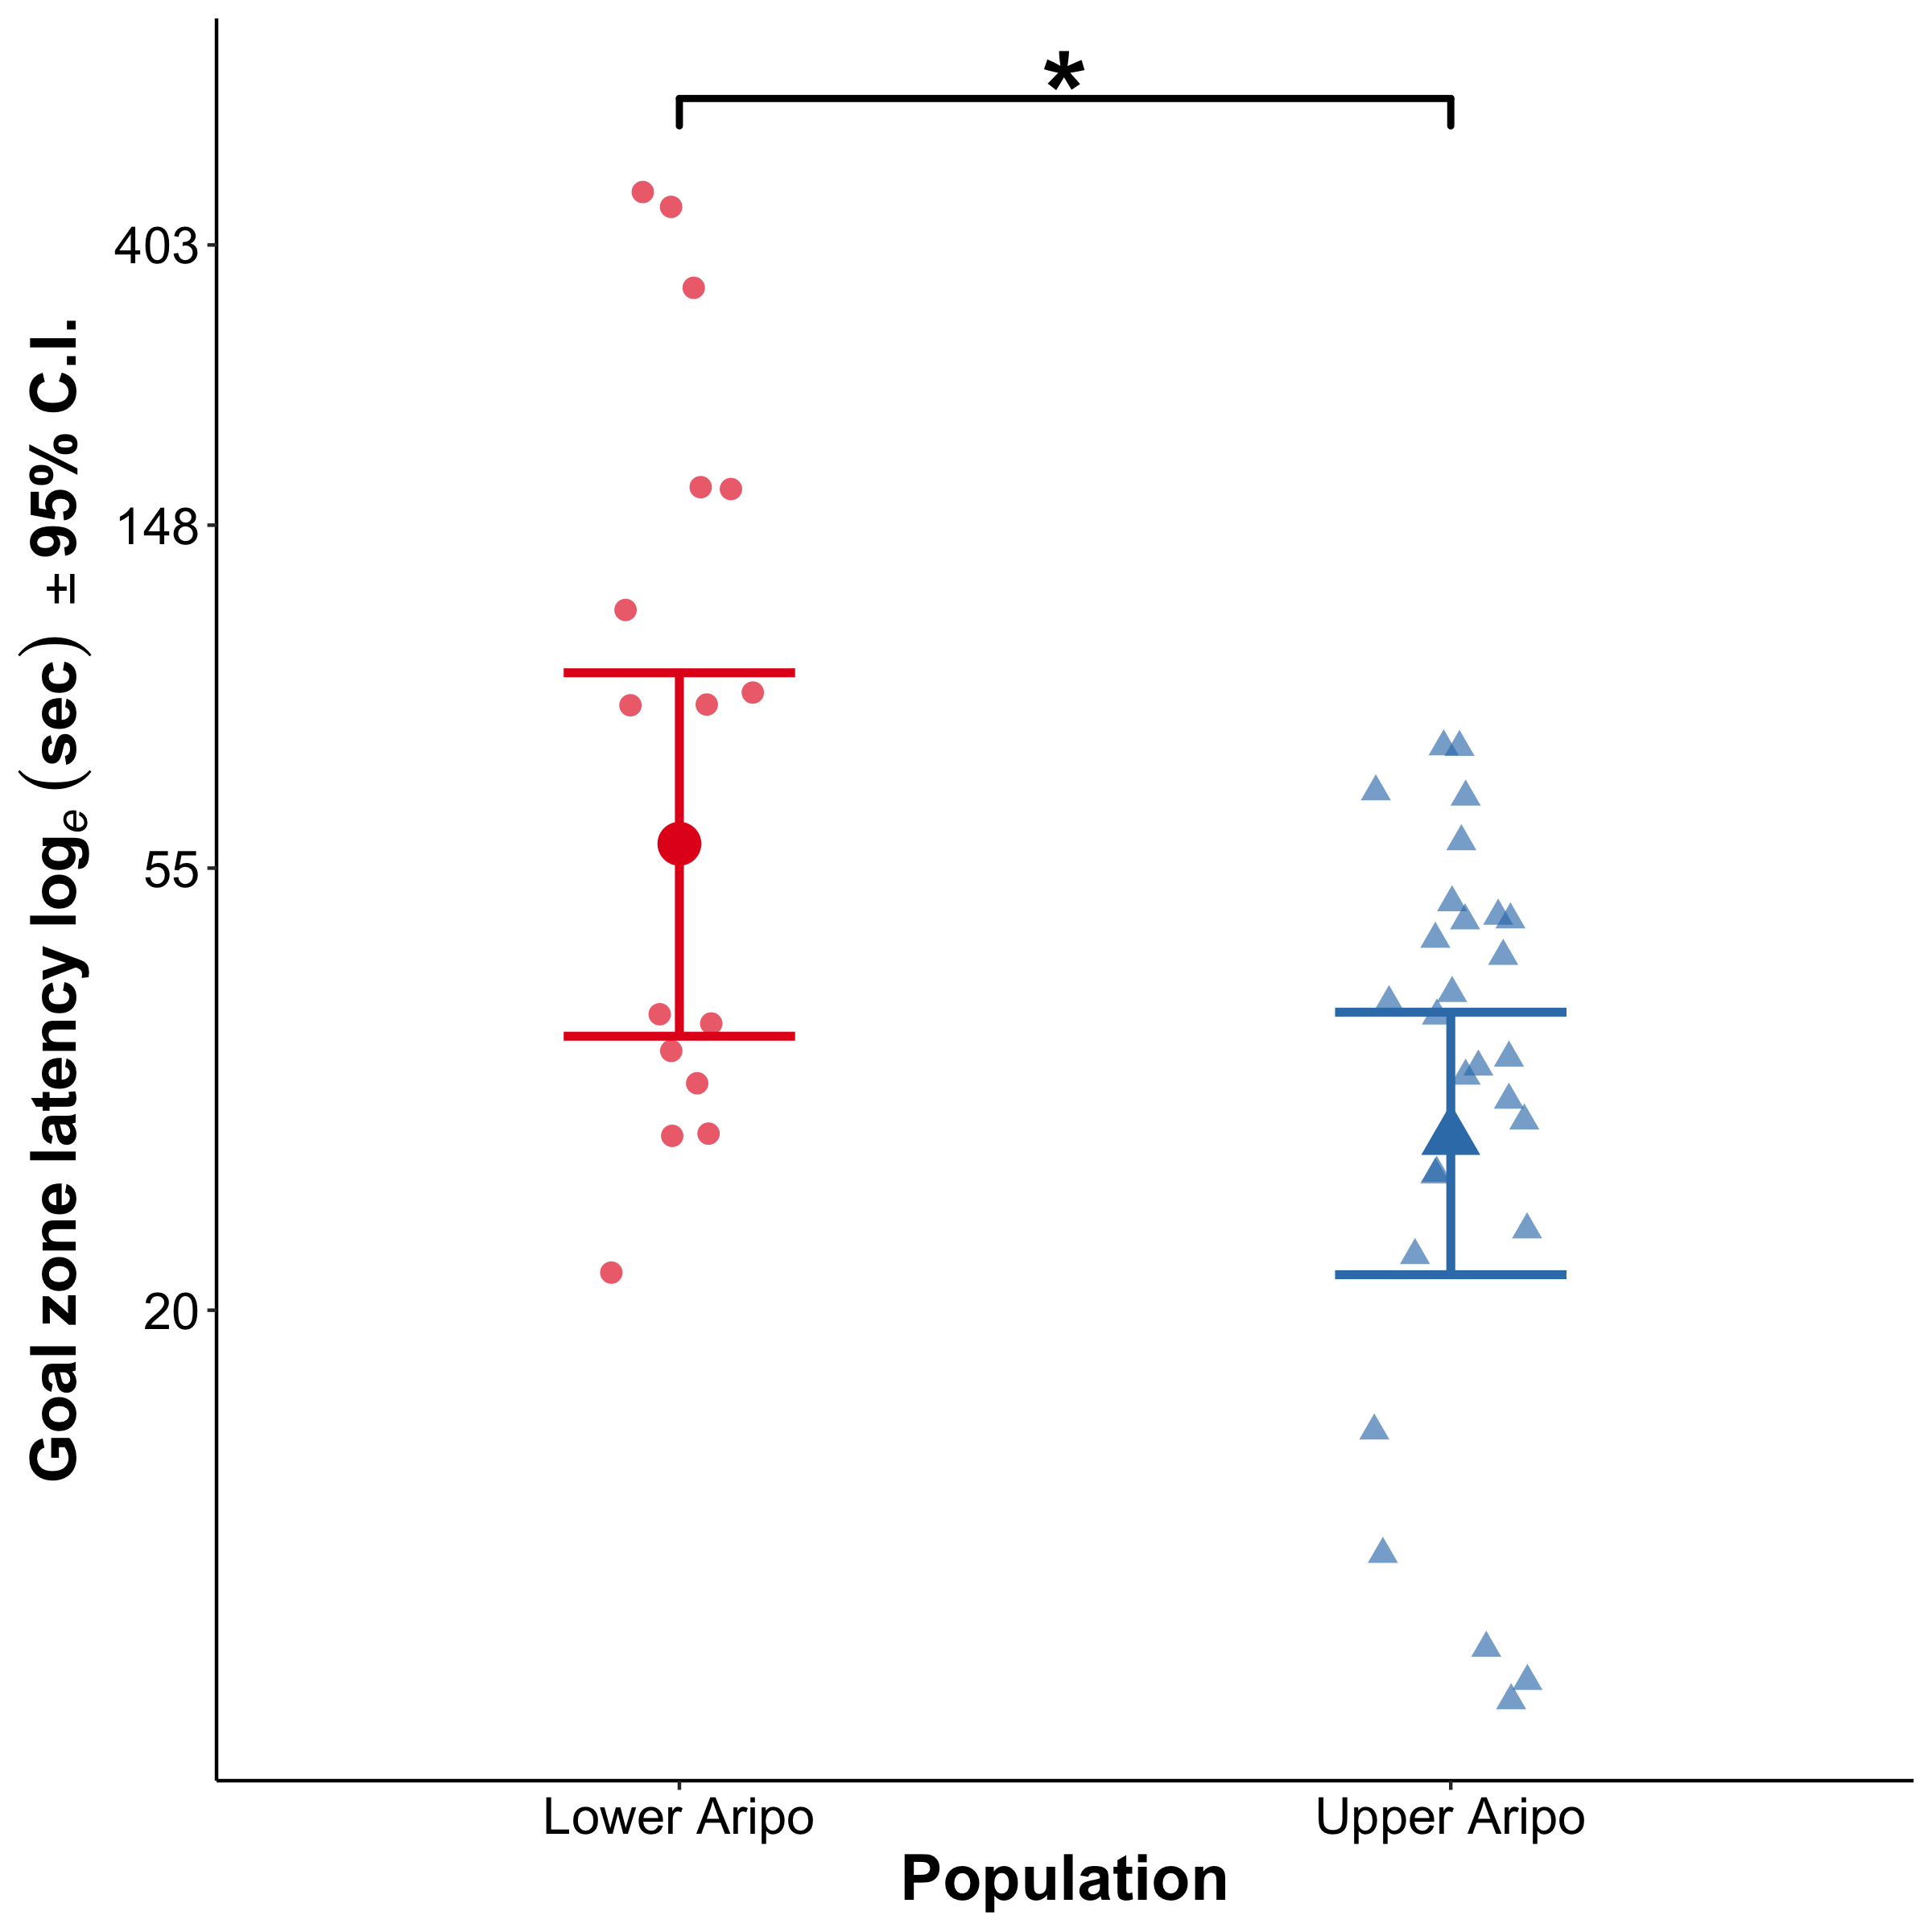 *
403
148
55
20
Goal zone latency logₑ (sec) ± 95% C.I.
Lower Aripo
Upper Aripo
Population